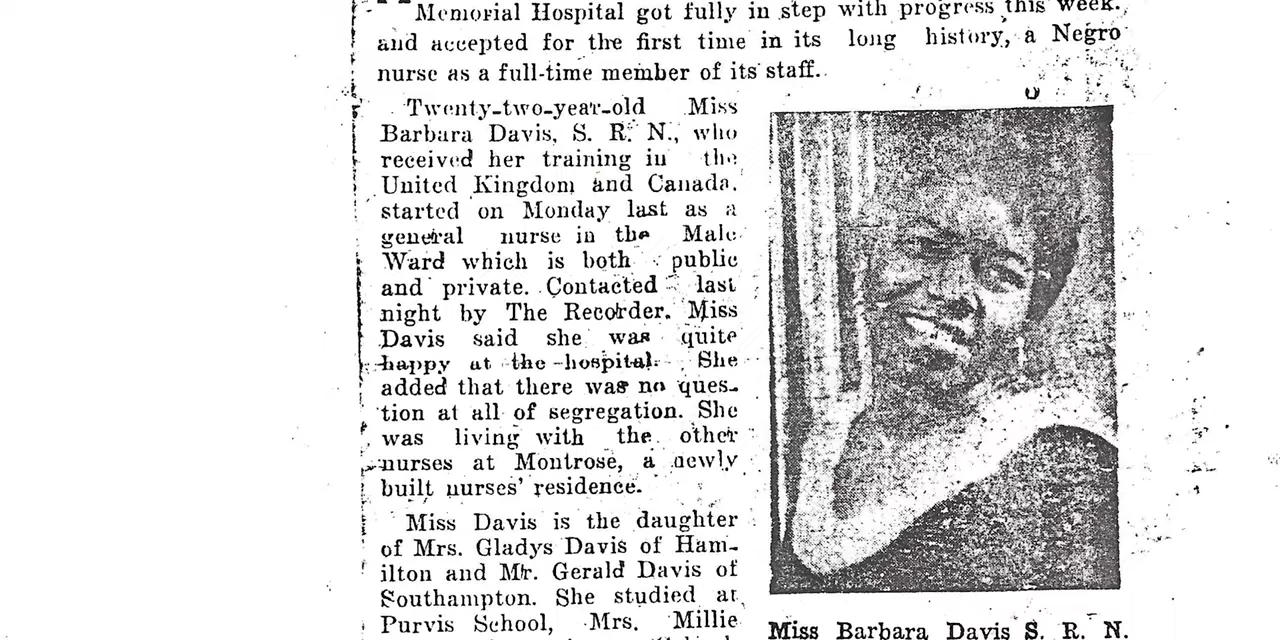 Memorial Hospital got fully in step with progress this week.
and accepted for the first time in its long history, a Negro
nurse as a full-time member of its staff.
Twenty-two-year-old Miss
Barbara Davis, S. R. N., who
received her training in the
United Kingdom and Canada,
started on Monday last as a
general nurse in the Male
Ward which is both public
and private. Contacted last
night by The Recorder, Miss
Davis said she was quite
happy at the hospital. She
added that there was no ques-
tion at all of segregation. She
was living with the other
nurses at Montrose, a newly
built nurses' residence.
Miss Davis is the daughter
of Mrs. Gladys Davis of Ham-
ilton and Mr. Gerald Davis of
Southampton. She studied at
Purvis School, Mrs. Millie
Miss Barbara Davis S. R. N.